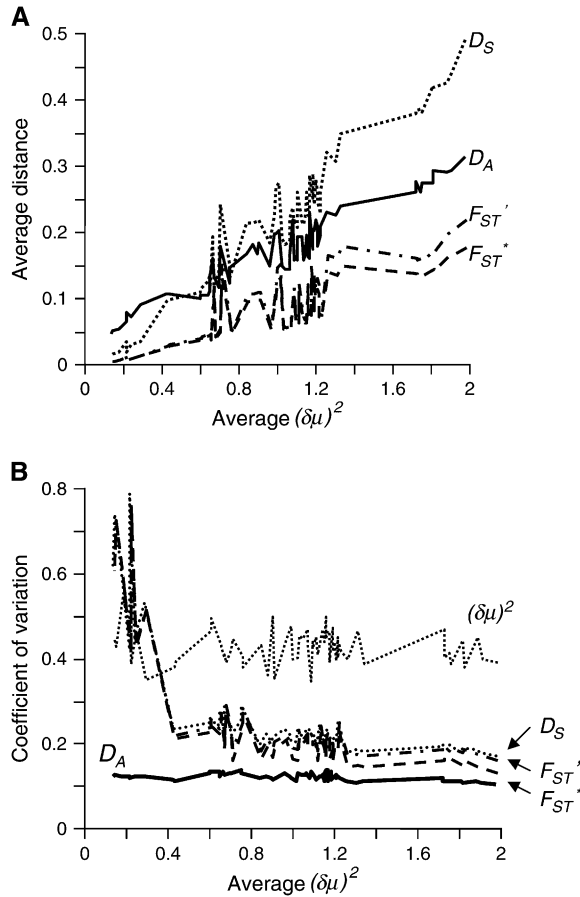 A
0.5
0.4
0.3
0.2
0.1
0
Average distance
D_S
D_A
F_ST'
F_ST*
0 0.4 0.8 1.2 1.6 2
Average (δμ)²
B
0.8
0.6
0.4
0.2
0
Coefficient of variation
(δμ)²
D_A
D_S
F_ST'
F_ST*
0 0.4 0.8 1.2 1.6 2
Average (δμ)²